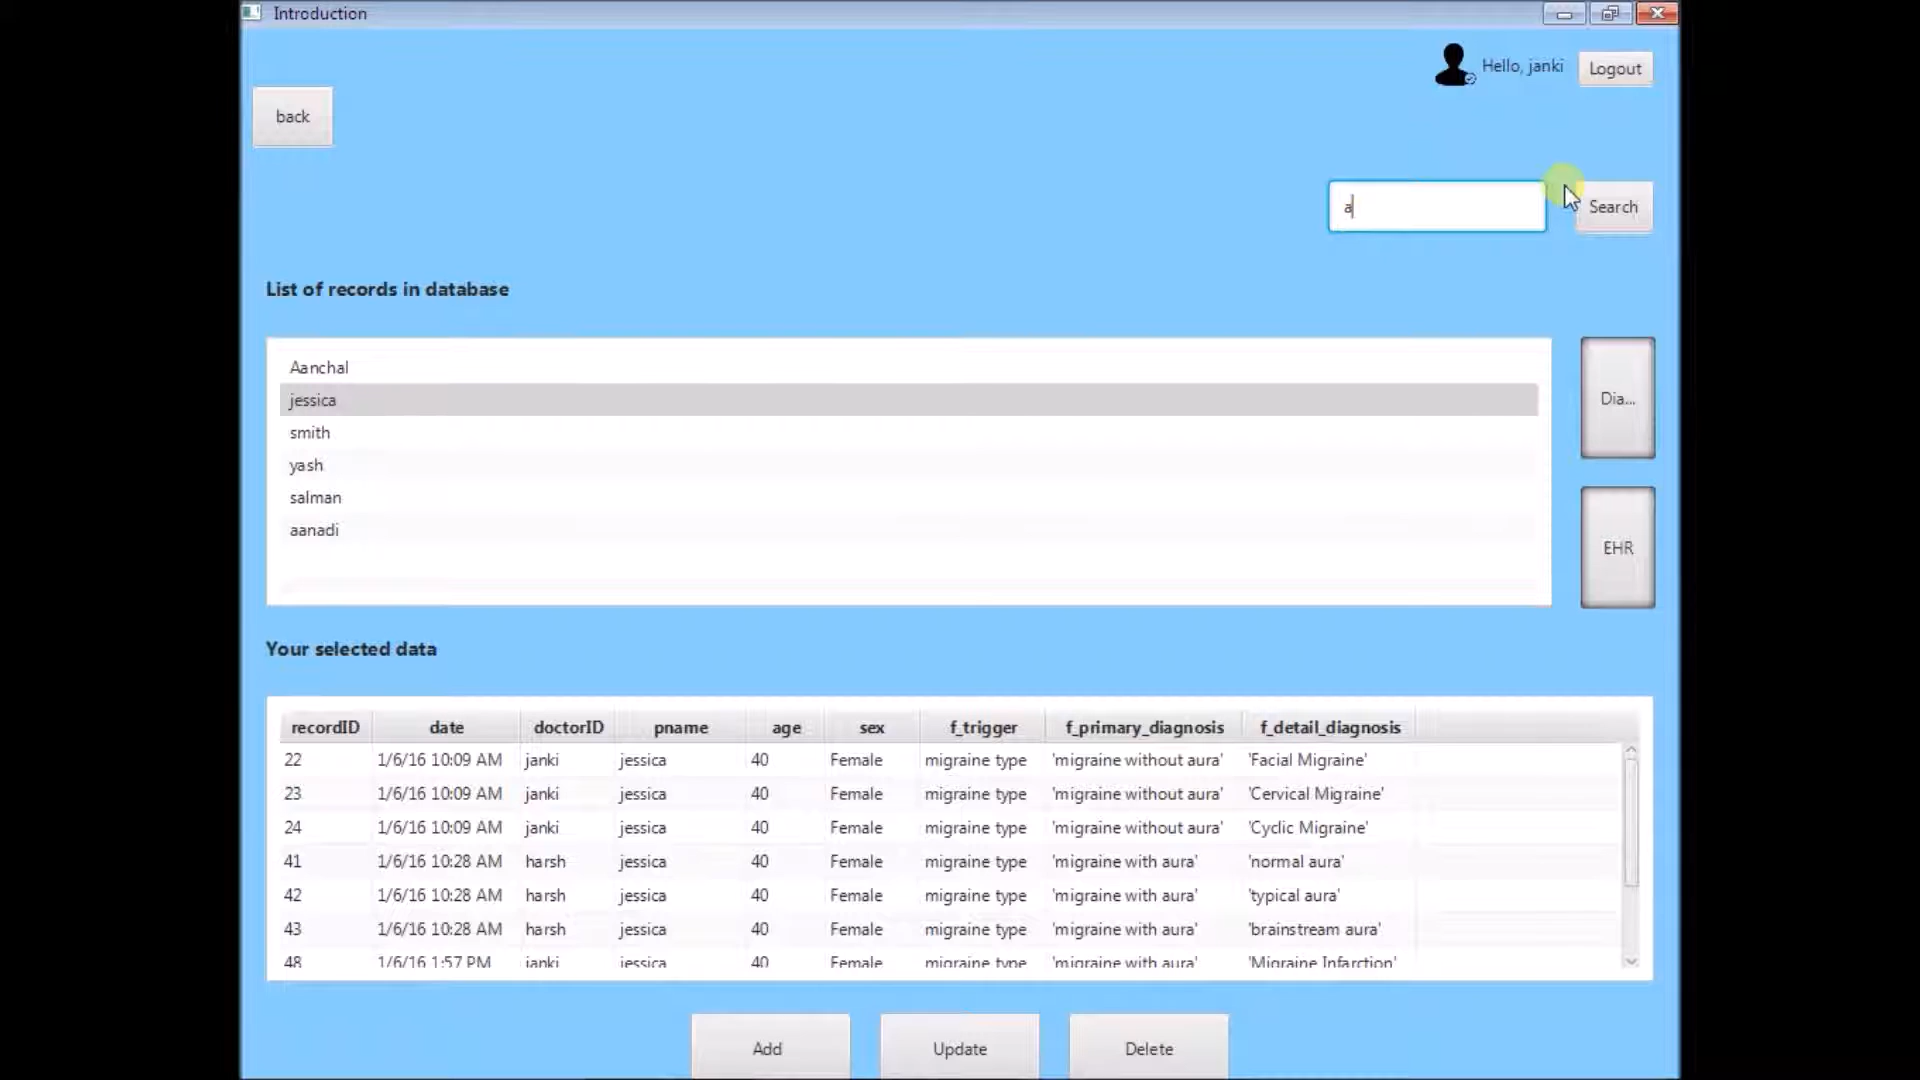 Introduction
Hello, janki
Logout
back
a
Search
List of records in database
Aanchal
jessica
smith
yash
salman
aanadi
Dia...
EHR
Your selected data
recordID date doctorID pname age sex f_trigger f_primary_diagnosis f_detail_diagnosis
22 1/6/16 10:09 AM janki jessica 40 Female migraine type 'migraine without aura' 'Facial Migraine'
23 1/6/16 10:09 AM janki jessica 40 Female migraine type 'migraine without aura' 'Cervical Migraine'
24 1/6/16 10:09 AM janki jessica 40 Female migraine type 'migraine without aura' 'Cyclic Migraine'
41 1/6/16 10:28 AM harsh jessica 40 Female migraine type 'migraine with aura' 'normal aura'
42 1/6/16 10:28 AM harsh jessica 40 Female migraine type 'migraine with aura' 'typical aura'
43 1/6/16 10:28 AM harsh jessica 40 Female migraine type 'migraine with aura' 'brainstream aura'
48 1/6/16 1:57 PM janki jessica 40 Female migraine type 'migraine with aura' 'Migraine Infarction'
Add
Update
Delete